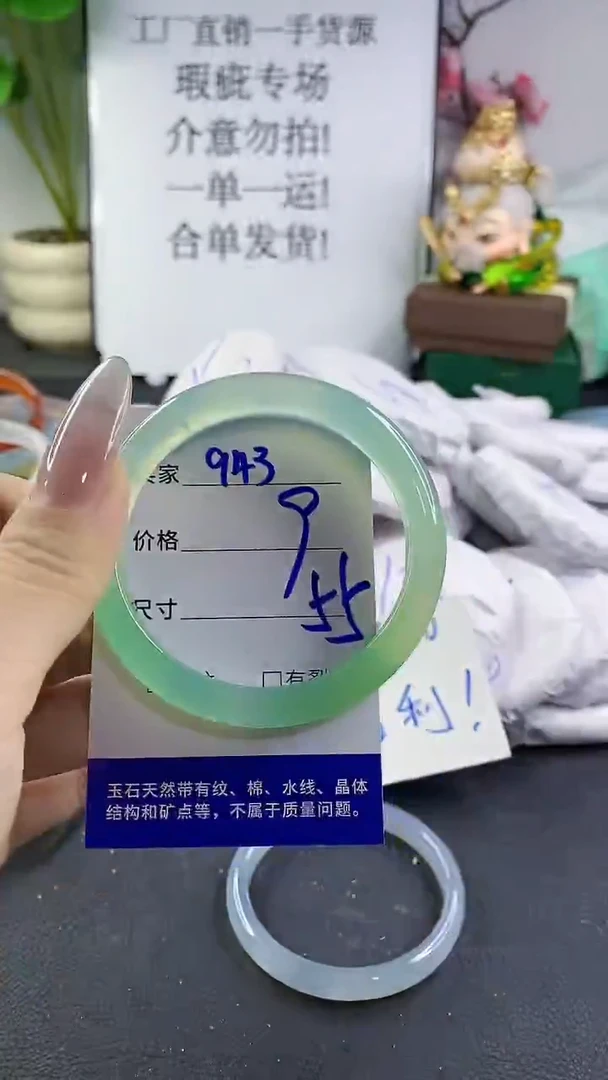 工厂直销一手货源
瑕疵专场
介意勿拍!
一单一运!
合单发货!
家 943
价格 9
尺寸 55
口有裂
利!
玉石天然带有纹、棉、水线、晶体
结构和矿点等，不属于质量问题。